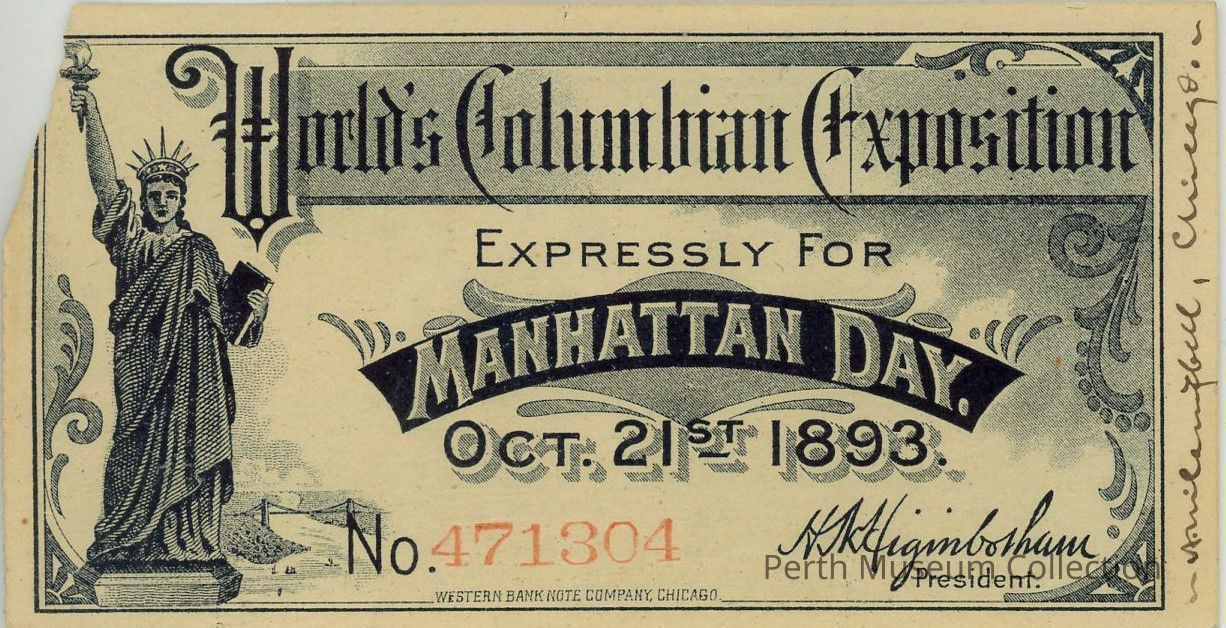 World's Columbian Exposition
EXPRESSLY FOR
MANHATTAN DAY.
OCT. 21ST 1893.
No. 471304
H. N. Higinbotham
President.
WESTERN BANK NOTE COMPANY, CHICAGO.
Perth Museum Collection
Chicago.